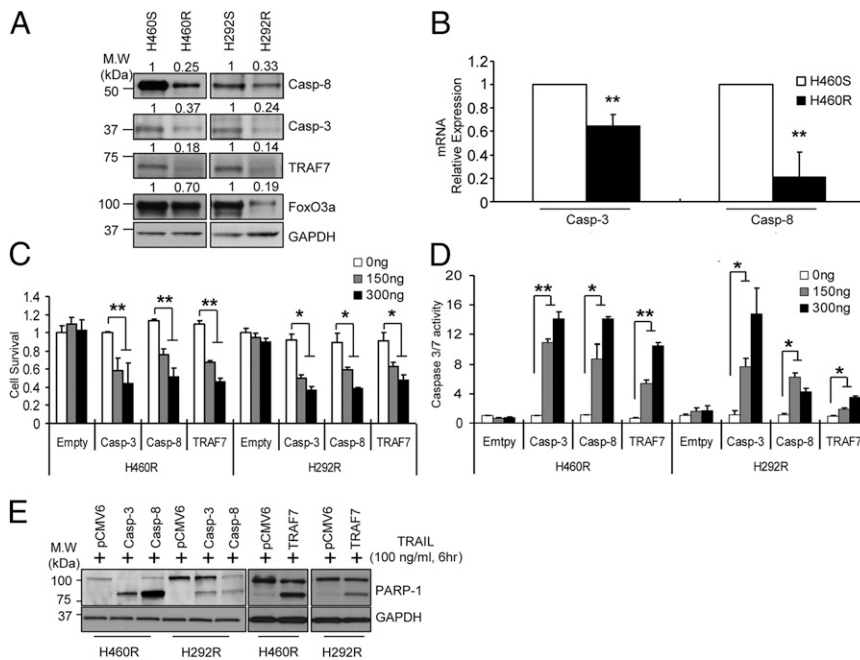 A
H460S H460R H292S H292R
M.W
(kDa)
1 0.25 1 0.33
50 Casp-8
1 0.37 1 0.24
37 Casp-3
75 1 0.18 1 0.14
TRAF7
1 0.70 1 0.19
100 FoxO3a
37 GAPDH
B
mRNA
Relative Expression
1.2
1
0.8
0.6
0.4
0.2
0
** **
H460S
H460R
Casp-3 Casp-8
C
Cell Survival
1.4
1.2
1
0.8
0.6
0.4
0.2
0
0ng
150ng
300ng
** ** ** * * *
Empty Casp-3 Casp-8 TRAF7 Empty Casp-3 Casp-8 TRAF7
H460R H292R
D
Caspase 3/7 activity
20
16
12
8
4
0
0ng
150ng
300ng
** * ** * * *
Emtpy Casp-3 Casp-8 TRAF7 Emtpy Casp-3 Casp-8 TRAF7
H460R H292R
E
pCMV6 Casp-3 Casp-8 pCMV6 Casp-3 Casp-8 pCMV6 TRAF7 pCMV6 TRAF7
TRAIL
+ + + + + + + + + + (100 ng/ml, 6hr)
M.W
(kDa)
100
75
PARP-1
37 GAPDH
H460R H292R H460R H292R